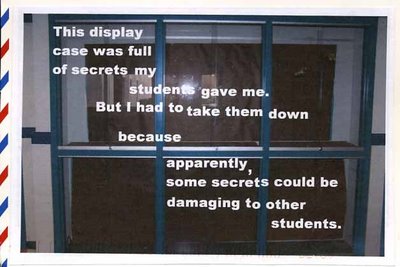 This display
case was full
of secrets my
students gave me.
But I had to take them down
because
apparently,
some secrets could be
damaging to other
students.